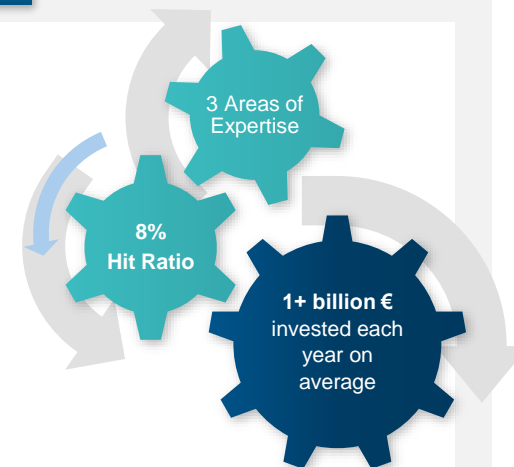 3 Areas of
Expertise
8%
Hit Ratio
1+ billion €
invested each
year on
average